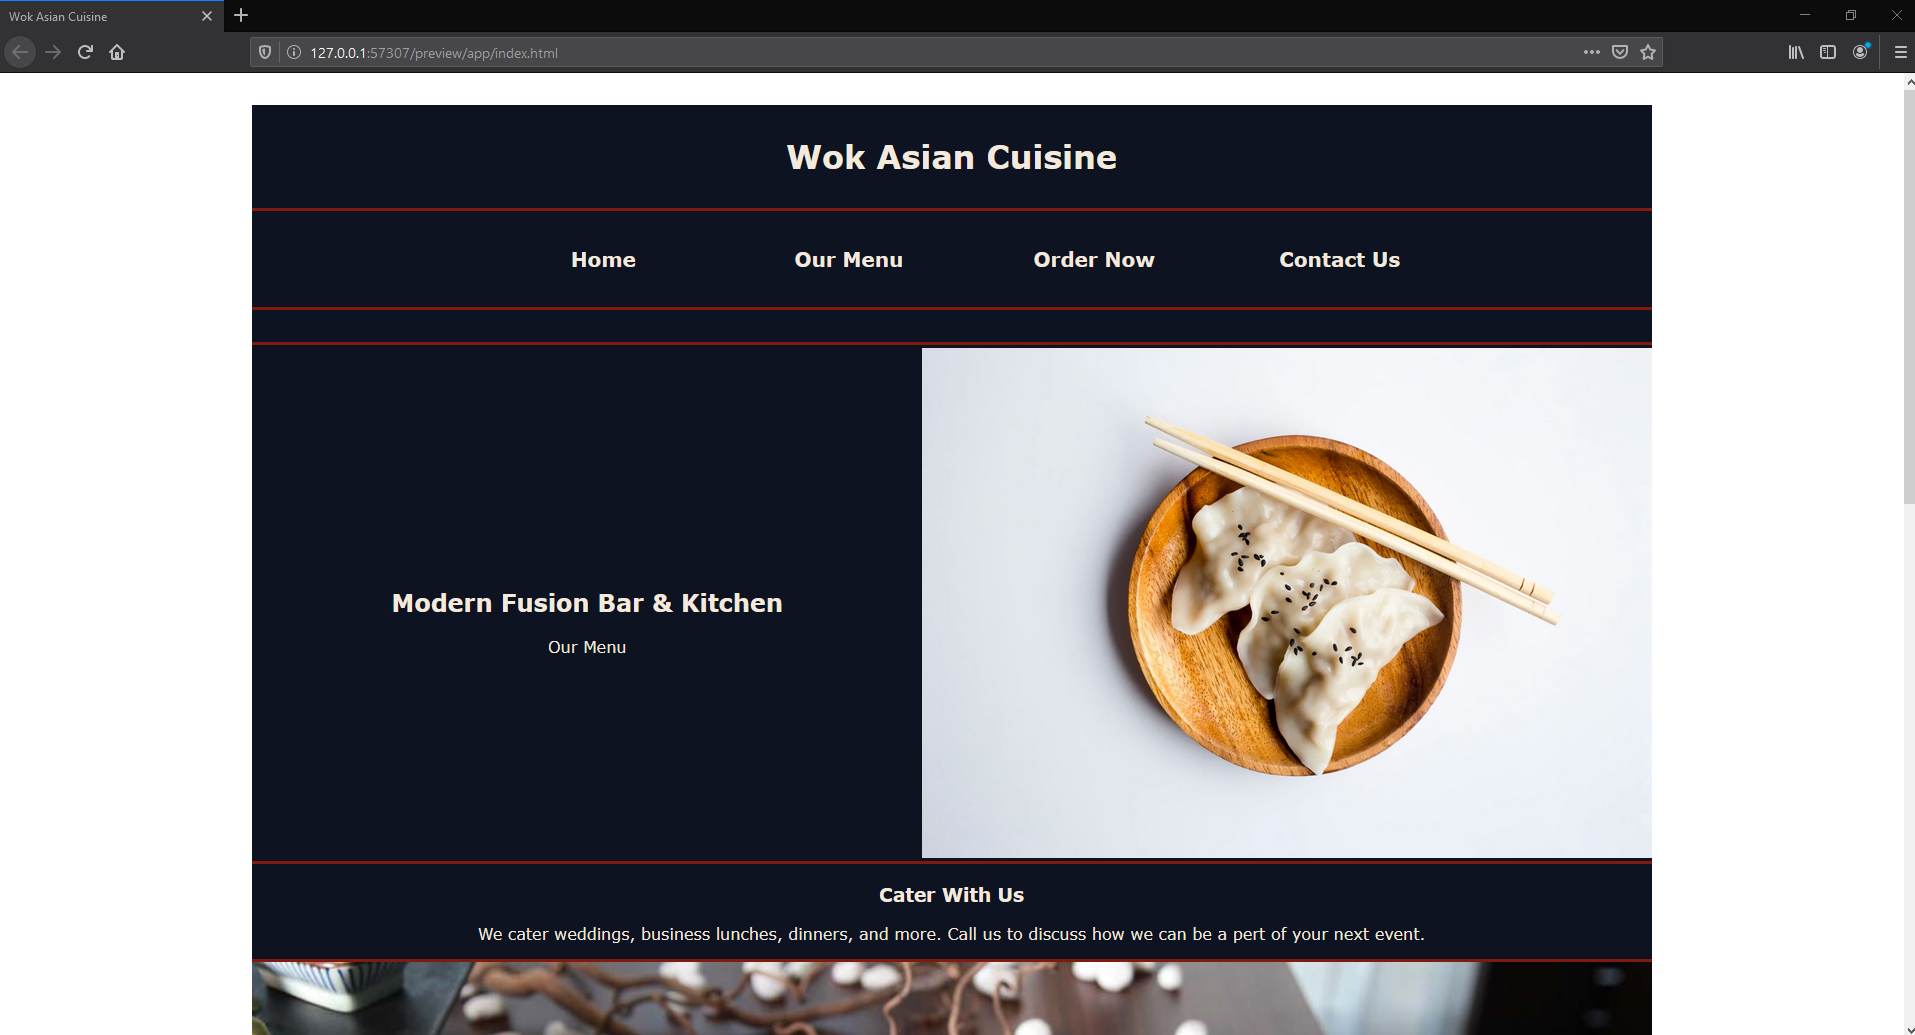 Wok Asian Cuisine
127.0.0.1:57307/preview/app/index.html
Wok Asian Cuisine
Home Our Menu Order Now Contact Us
Modern Fusion Bar & Kitchen
Our Menu
Cater With Us
We cater weddings, business lunches, dinners, and more. Call us to discuss how we can be a pert of your next event.